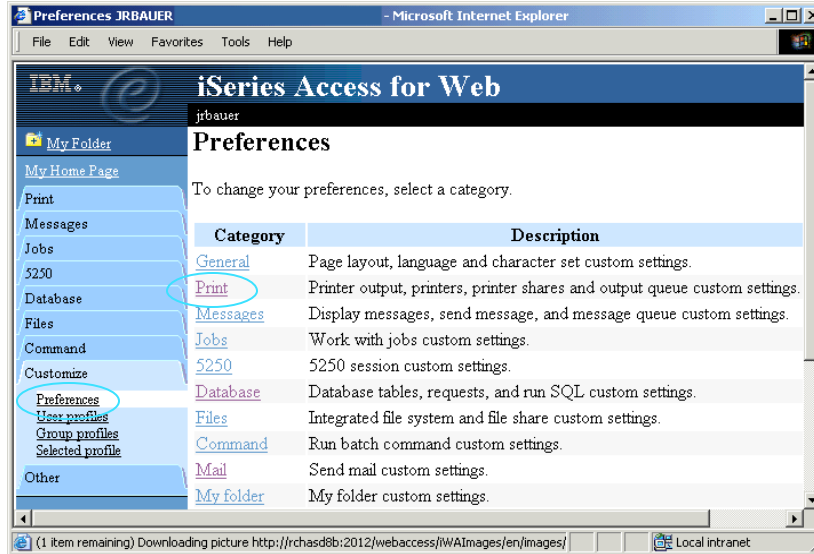 Preferences JRBAUER - Microsoft Internet Explorer
File Edit View Favorites Tools Help
IBM® e
iSeries Access for Web
jrbauer
My Folder
My Home Page
Print
Messages
Jobs
5250
Database
Files
Command
Customize
Preferences
User profiles
Group profiles
Selected profile
Other
Preferences
To change your preferences, select a category.
Category Description
General Page layout, language and character set custom settings.
Print Printer output, printers, printer shares and output queue custom settings.
Messages Display messages, send message, and message queue custom settings.
Jobs Work with jobs custom settings.
5250 5250 session custom settings.
Database Database tables, requests, and run SQL custom settings.
Files Integrated file system and file share custom settings.
Command Run batch command custom settings.
Mail Send mail custom settings.
My folder My folder custom settings.
(1 item remaining) Downloading picture http://rchasd8b:2012/webaccess/iWAImages/en/images/ Local intranet